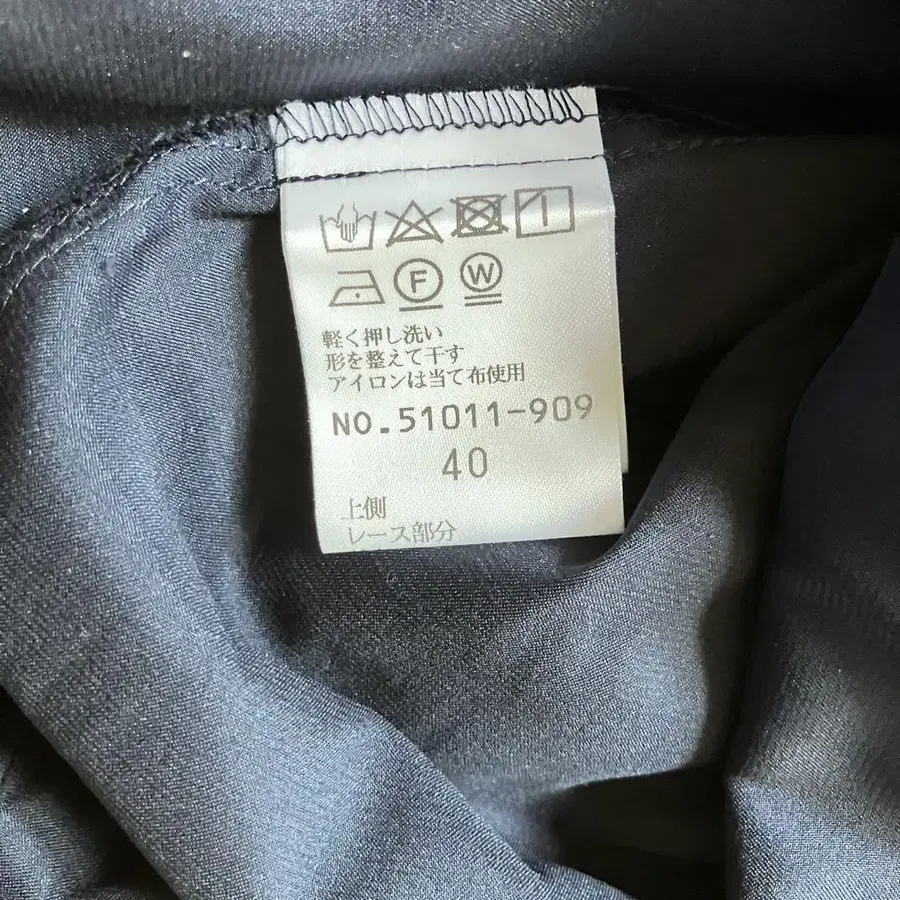 F W
軽く押し洗い
形を整えて干す
アイロンは当て布使用
NO.51011-909
40
上側
レース部分